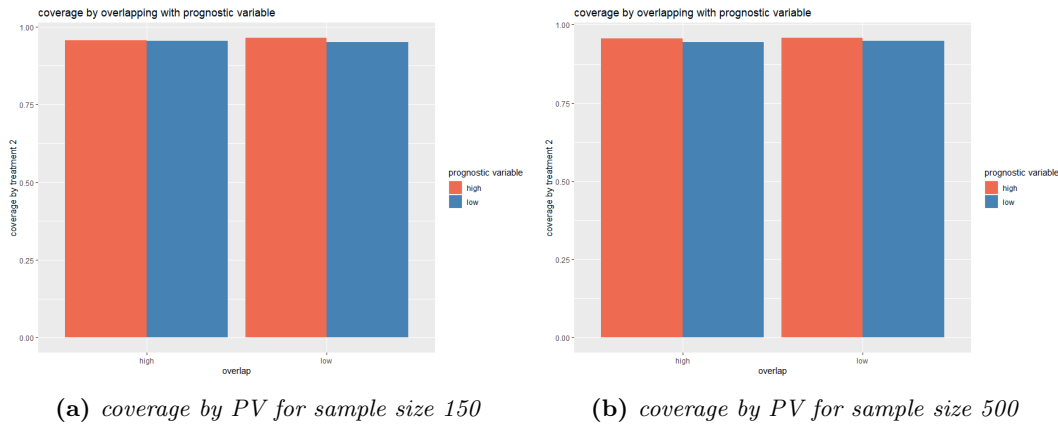 coverage by overlapping with prognostic variable
1.00
0.75
0.50
0.25
0.00
coverage by treatment 2
high
low
overlap
prognostic variable
high
low
(a) coverage by PV for sample size 150
coverage by overlapping with prognostic variable
1.00
0.75
0.50
0.25
0.00
coverage by treatment 2
high
low
overlap
prognostic variable
high
low
(b) coverage by PV for sample size 500